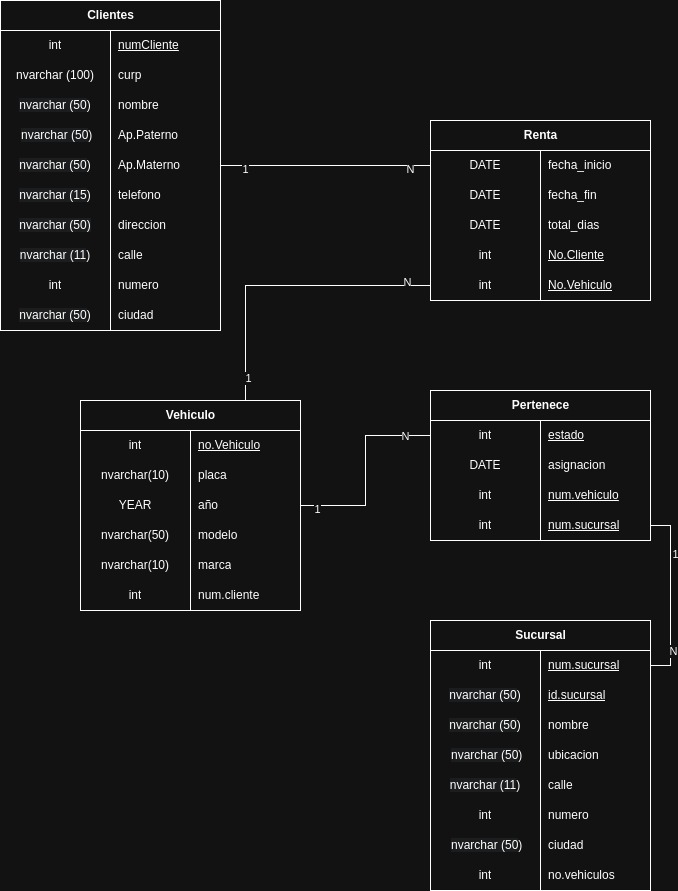 Clientes
int numCliente
nvarchar (100) curp
nvarchar (50) nombre
nvarchar (50) Ap.Paterno
nvarchar (50) Ap.Materno
nvarchar (15) telefono
nvarchar (50) direccion
nvarchar (11) calle
int numero
nvarchar (50) ciudad
1
N
Renta
DATE fecha_inicio
DATE fecha_fin
DATE total_dias
int No.Cliente
int No.Vehiculo
N
1
Vehiculo
int no.Vehiculo
nvarchar(10) placa
YEAR año
nvarchar(50) modelo
nvarchar(10) marca
int num.cliente
1
N
Pertenece
int estado
DATE asignacion
int num.vehiculo
int num.sucursal
1
N
Sucursal
int num.sucursal
nvarchar (50) id.sucursal
nvarchar (50) nombre
nvarchar (50) ubicacion
nvarchar (11) calle
int numero
nvarchar (50) ciudad
int no.vehiculos